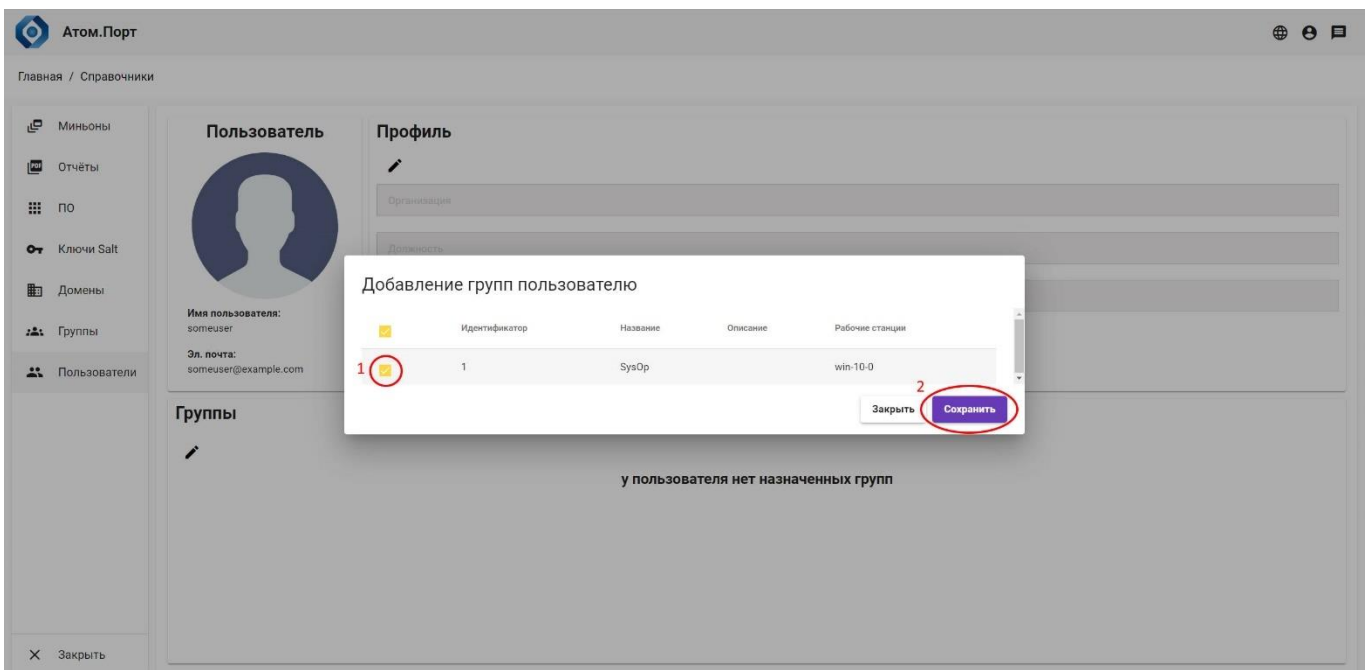 Атом.Порт
Главная / Справочники
Миньоны
Отчёты
ПО
Ключи Salt
Домены
Группы
Пользователи
Закрыть
Пользователь
Имя пользователя:
someuser
Эл. почта:
someuser@example.com
Профиль
Организация
Должность
Добавление групп пользователю
Идентификатор Название Описание Рабочие станции
1 1 SysOp win-10-0
2
Закрыть Сохранить
Группы
у пользователя нет назначенных групп